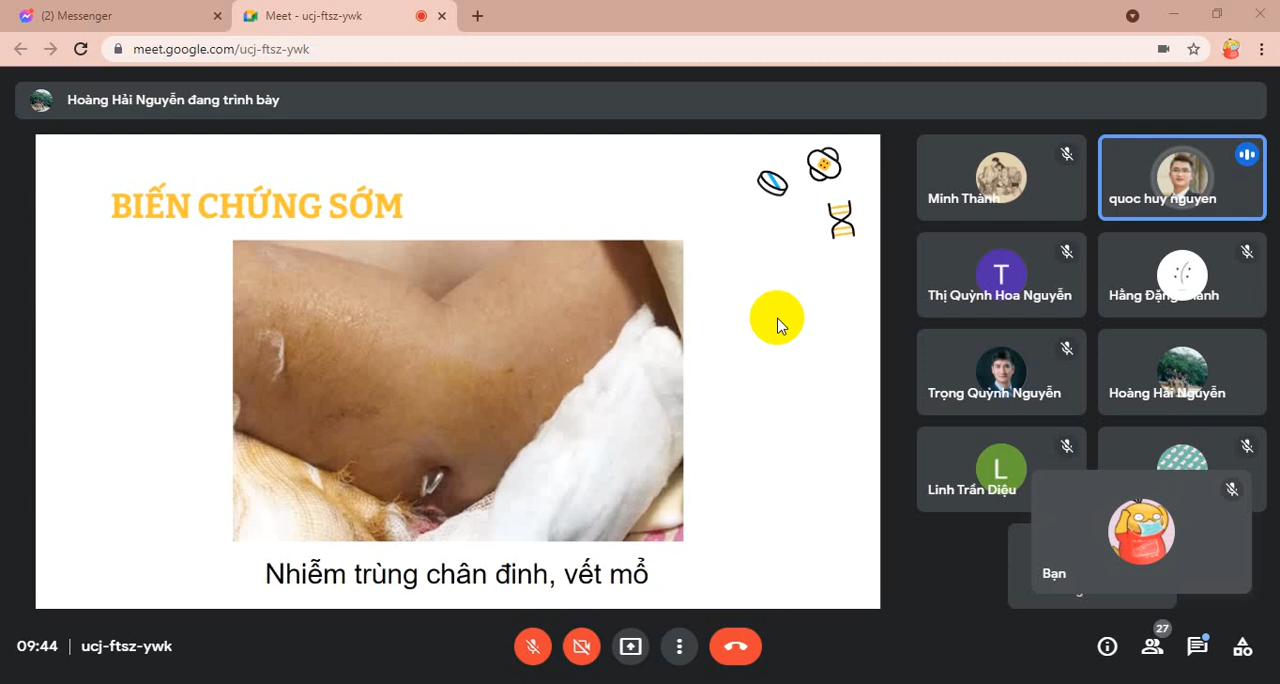 (2) Messenger
Meet - ucj-ftsz-ywk
meet.google.com/ucj-ftsz-ywk
Hoàng Hải Nguyễn đang trình bày
BIẾN CHỨNG SỚM
Nhiễm trùng chân đinh, vết mổ
Minh Thành
quoc huy nguyen
Thị Quỳnh Hoa Nguyễn
T
Trọng Quỳnh Nguyễn
Hoàng Hải Nguyễn
L
Linh Trần Diệu
Bạn
09:44 | ucj-ftsz-ywk
27